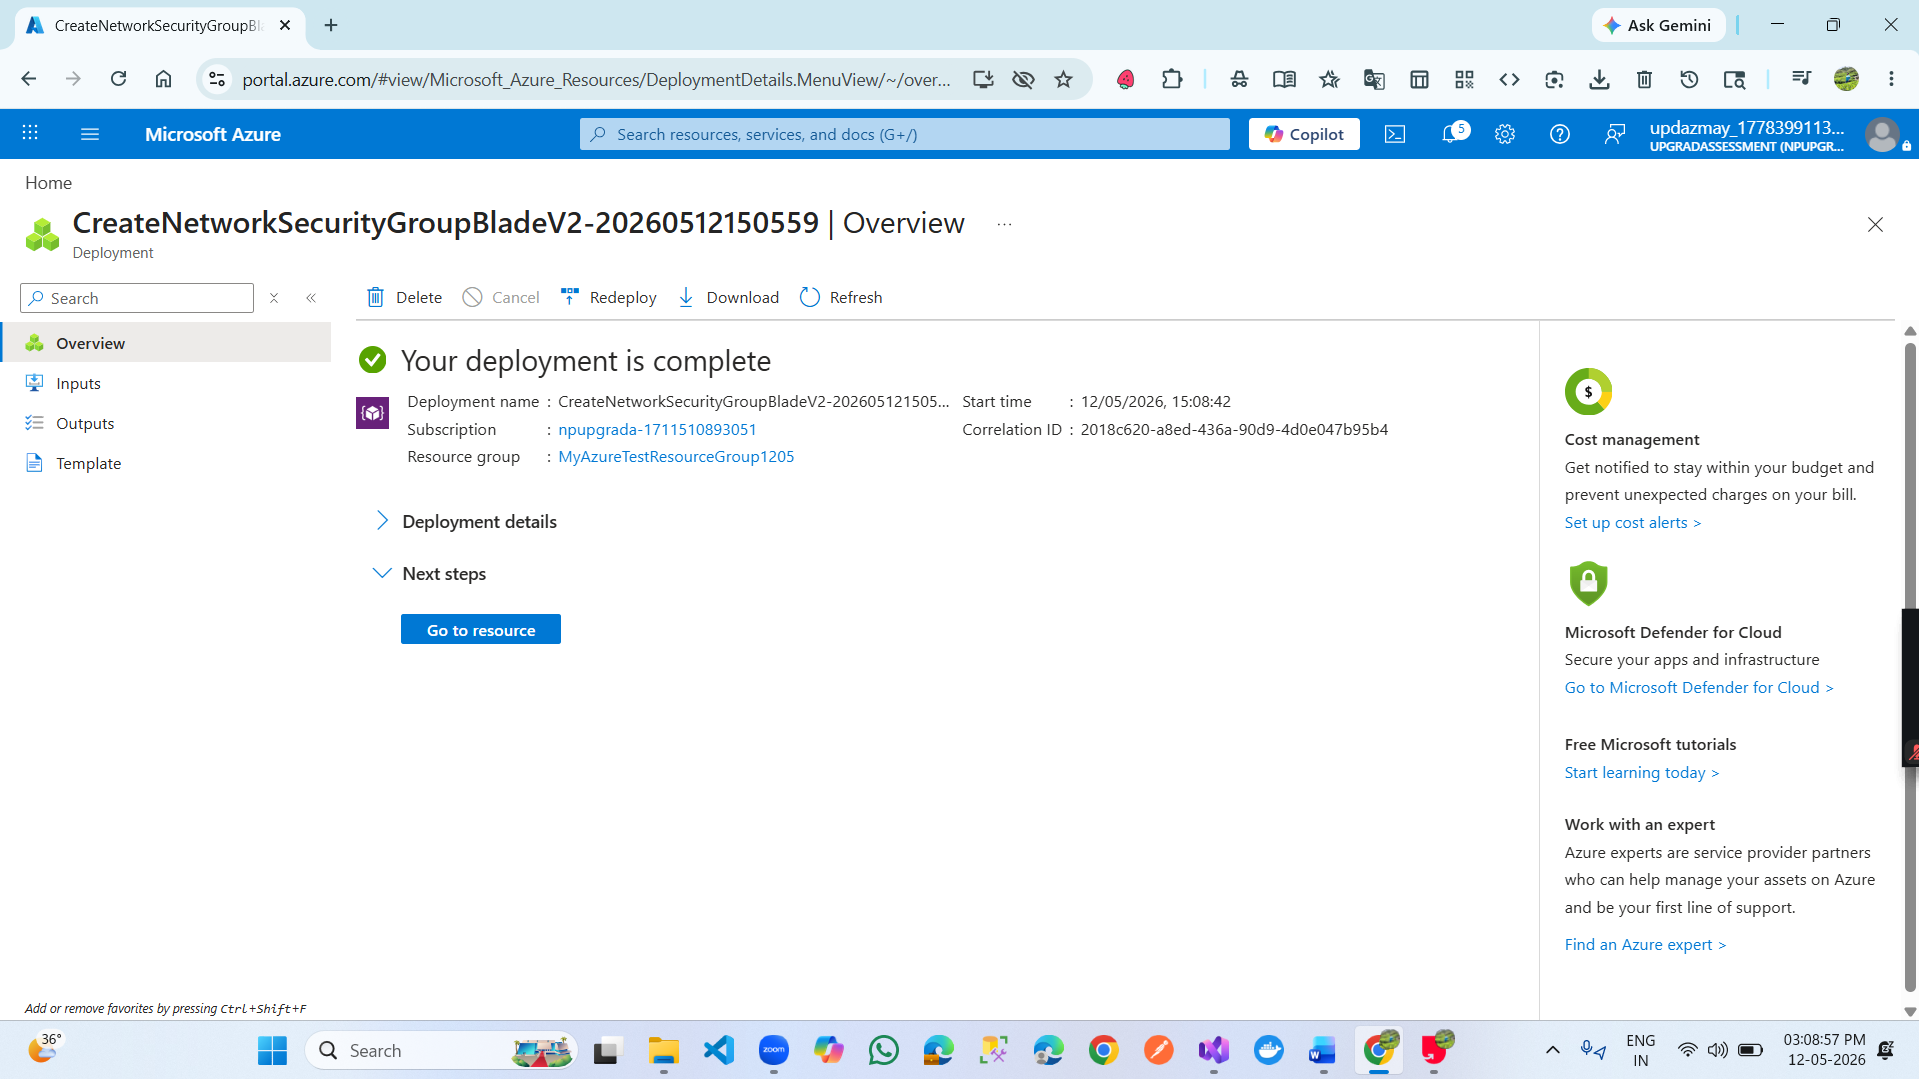 CreateNetworkSecurityGroupBla
Ask Gemini
portal.azure.com/#view/Microsoft_Azure_Resources/DeploymentDetails.MenuView/~/over...
Microsoft Azure
Search resources, services, and docs (G+/)
Copilot
5
updazmay_1778399113...
UPGRADASSESSMENT (NPUPGR...
Home
CreateNetworkSecurityGroupBladeV2-20260512150559 | Overview ...
Deployment
Search
Delete Cancel Redeploy Download Refresh
Overview
Inputs
Outputs
Template
Your deployment is complete
Deployment name : CreateNetworkSecurityGroupBladeV2-202605121505...
Subscription : npupgrada-1711510893051
Resource group : MyAzureTestResourceGroup1205
Start time : 12/05/2026, 15:08:42
Correlation ID : 2018c620-a8ed-436a-90d9-4d0e047b95b4
Deployment details
Next steps
Go to resource
$
Cost management
Get notified to stay within your budget and
prevent unexpected charges on your bill.
Set up cost alerts >
Microsoft Defender for Cloud
Secure your apps and infrastructure
Go to Microsoft Defender for Cloud >
Free Microsoft tutorials
Start learning today >
Work with an expert
Azure experts are service provider partners
who can help manage your assets on Azure
and be your first line of support.
Find an Azure expert >
Add or remove favorites by pressing Ctrl+Shift+F
36°
Search
zoom
ENG
IN
03:08:57 PM
12-05-2026